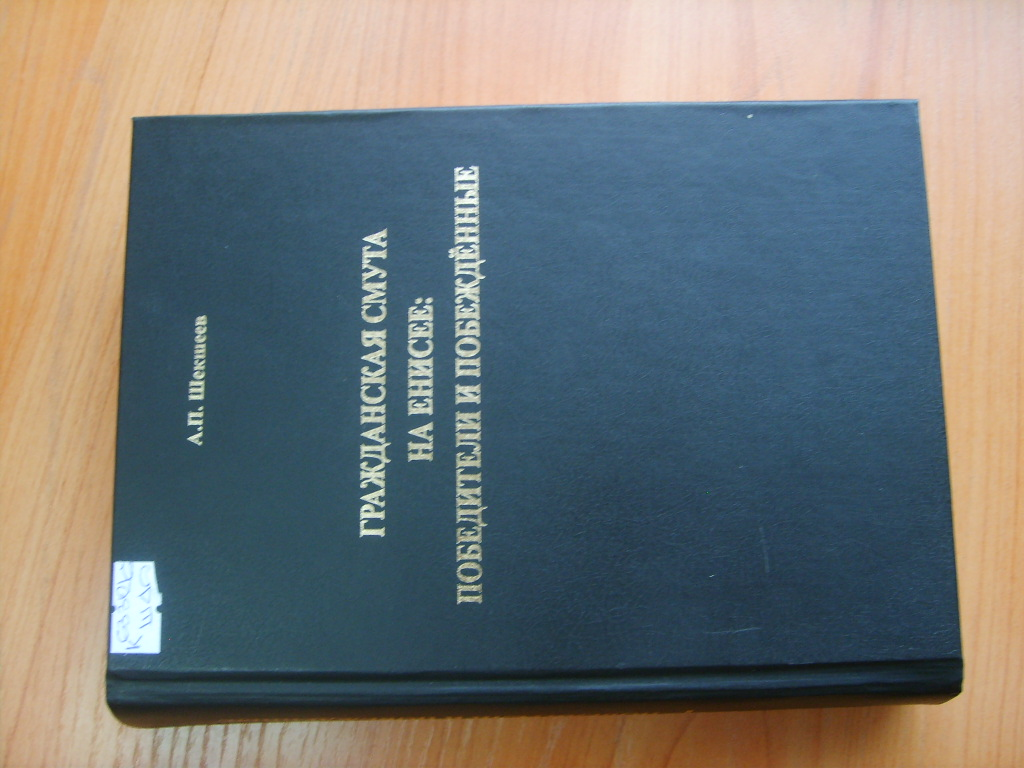 А.П. Шекшеев
ГРАЖДАНСКАЯ СМУТА
НА ЕНИСЕЕ:
ПОБЕДИТЕЛИ И ПОБЕЖДЁННЫЕ